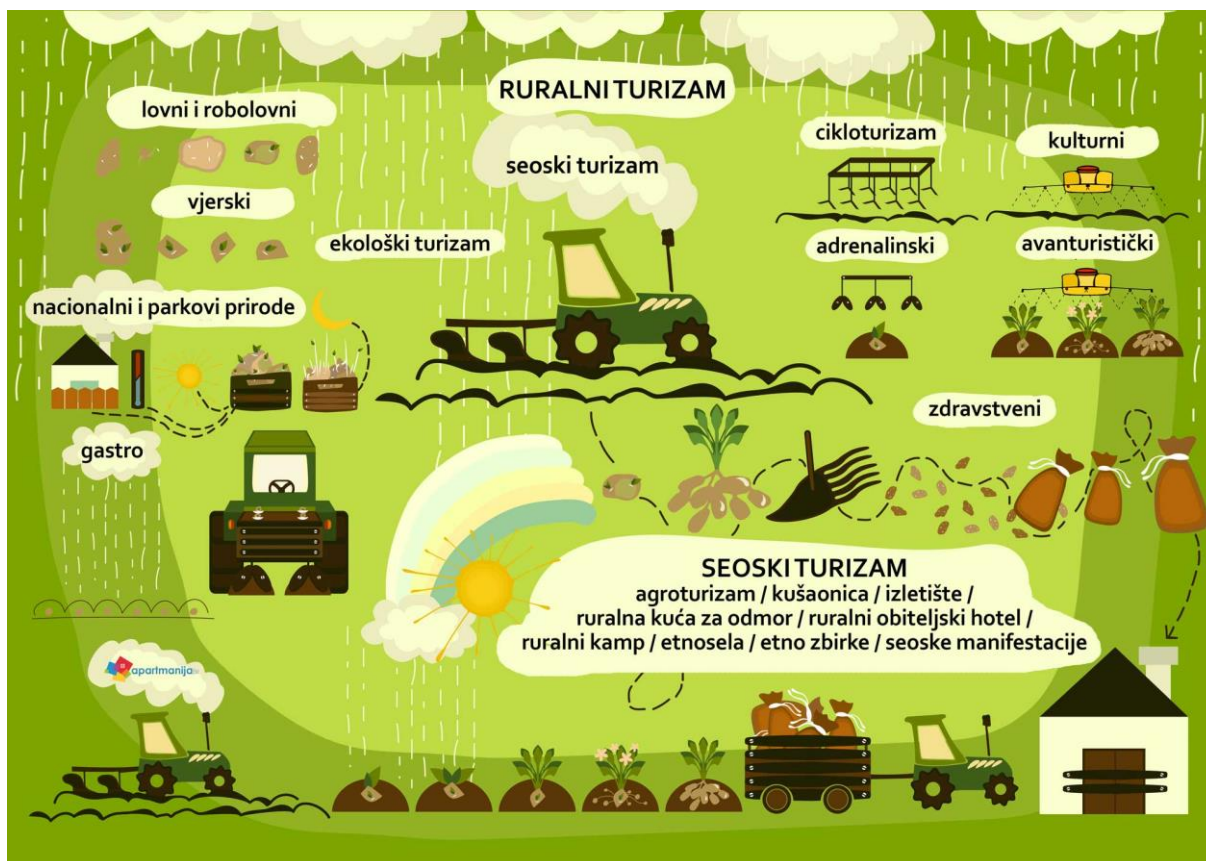 RURALNI TURIZAM
lovni i robolovni
cikloturizam
kulturni
seoski turizam
vjerski
ekološki turizam
adrenalinski
avanturistički
nacionalni i parkovi prirode
zdravstveni
gastro
SEOSKI TURIZAM
agroturizam / kušaonica / izletište /
ruralna kuća za odmor / ruralni obiteljski hotel /
ruralni kamp / etnosela / etno zbirke / seoske manifestacije
apartmanija